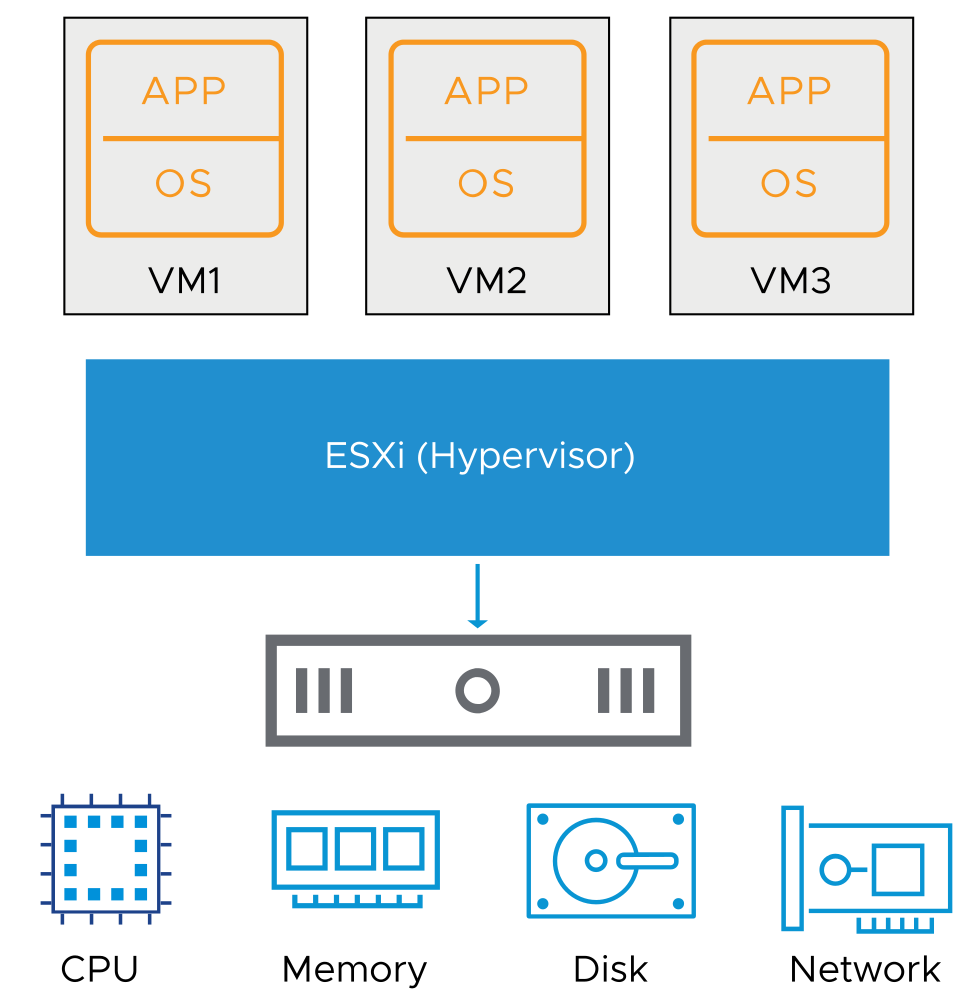 APP
OS
VM1
APP
OS
VM2
APP
OS
VM3
ESXi (Hypervisor)
CPU
Memory
Disk
Network